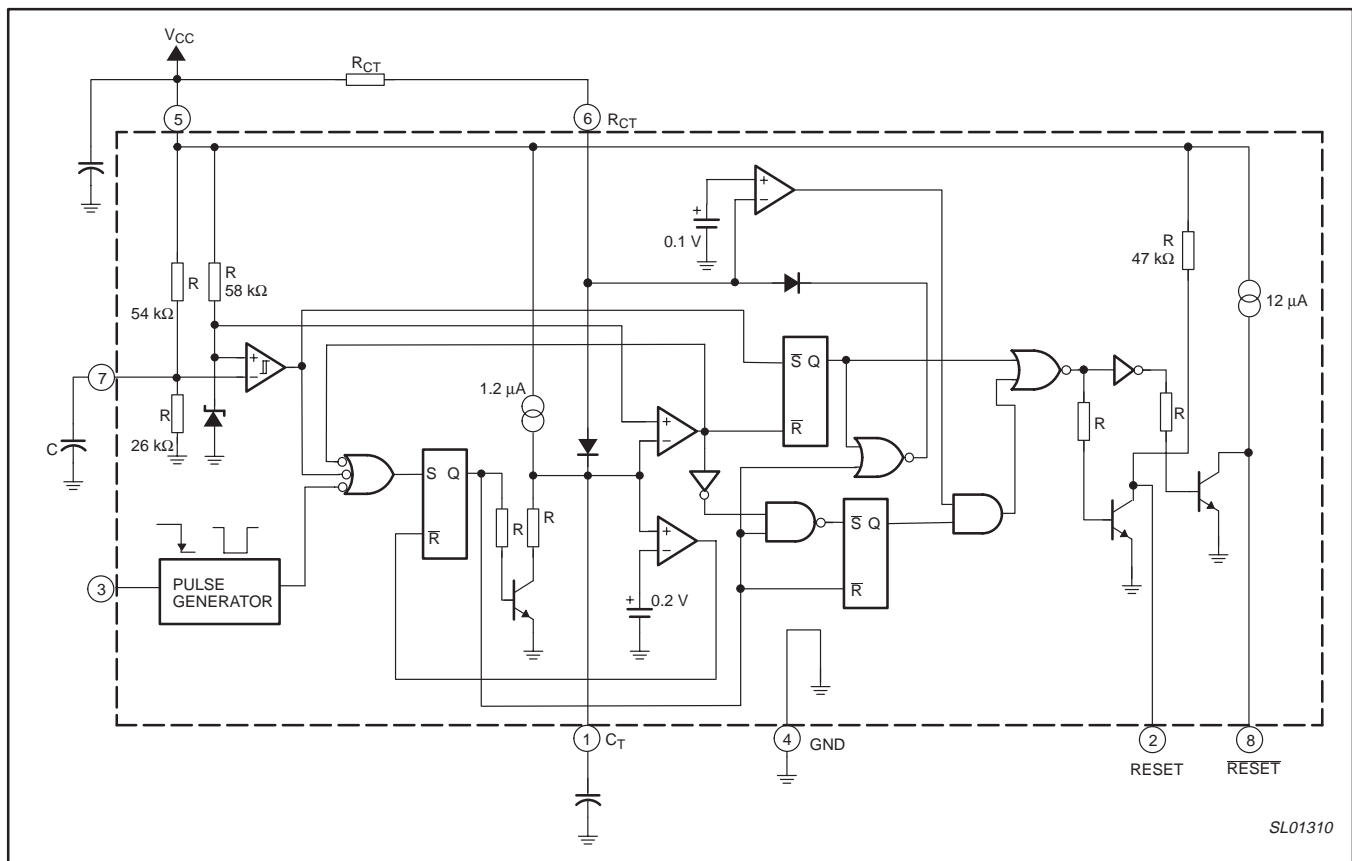 VCC
RCT
5
6 RCT
R
54 kΩ
R
58 kΩ
0.1 V
R
47 kΩ
12 µA
7
C
R
26 kΩ
1.2 µA
+
−
+
−
+
−
+
−
+
+
S Q
R
S̅ Q
R̅
R̅
S̅ Q
R̅
R
R
R
R
3
PULSE
GENERATOR
0.2 V
1 CT
4 GND
2
RESET
8
R̅E̅S̅E̅T̅
SL01310